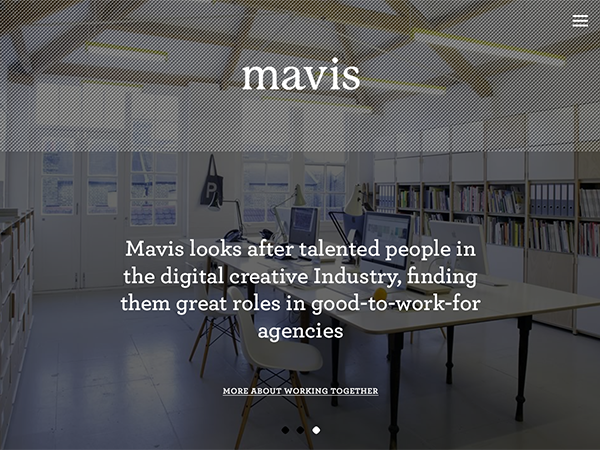 mavis
P
Mavis looks after talented people in
the digital creative Industry, finding
them great roles in good-to-work-for
agencies
MORE ABOUT WORKING TOGETHER